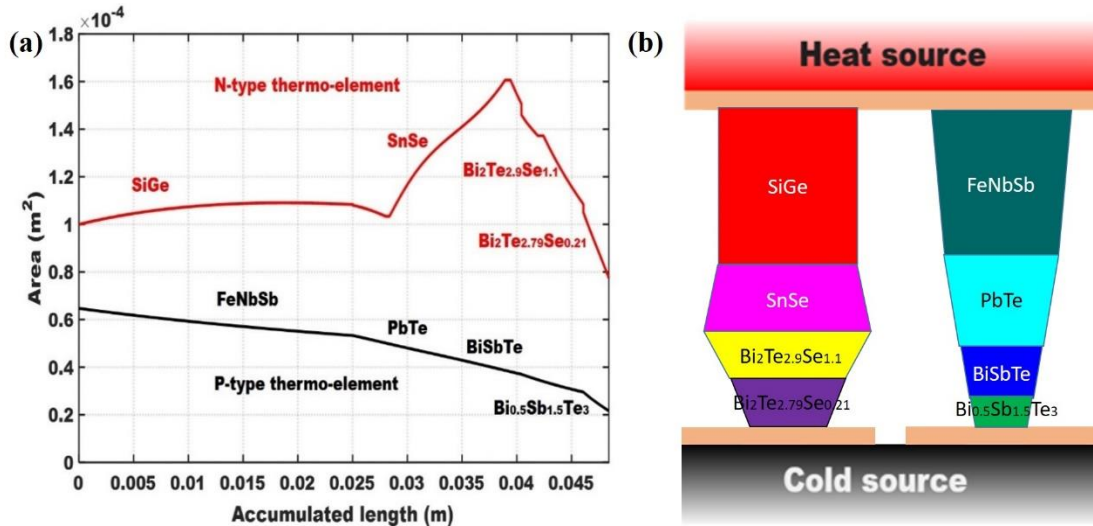 (a)
×10⁻⁴
1.8
1.6
1.4
1.2
1
0.8
0.6
0.4
0.2
0
Area (m²)
N-type thermo-element
SiGe
SnSe
Bi₂Te₂.₉Se₁.₁
Bi₂Te₂.₇₉Se₀.₂₁
FeNbSb
PbTe
BiSbTe
P-type thermo-element
Bi₀.₅Sb₁.₅Te₃
0 0.005 0.01 0.015 0.02 0.025 0.03 0.035 0.04 0.045
Accumulated length (m)
(b)
Heat source
SiGe
SnSe
Bi₂Te₂.₉Se₁.₁
Bi₂Te₂.₇₉Se₀.₂₁
FeNbSb
PbTe
BiSbTe
Bi₀.₅Sb₁.₅Te₃
Cold source